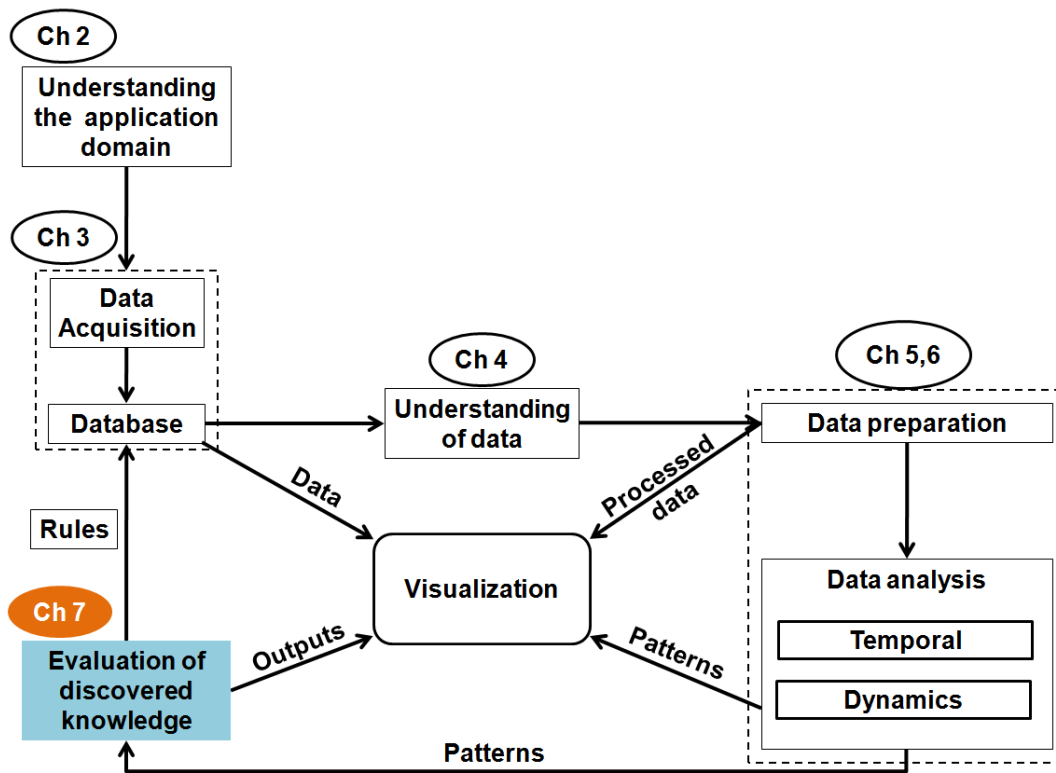 Ch 2
Understanding
the application
domain
Ch 3
Data
Acquisition
Database
Ch 4
Understanding
of data
Ch 5,6
Data preparation
Data
Processed
data
Rules
Visualization
Data analysis
Temporal
Dynamics
Ch 7
Evaluation of
discovered
knowledge
Outputs
Patterns
Patterns